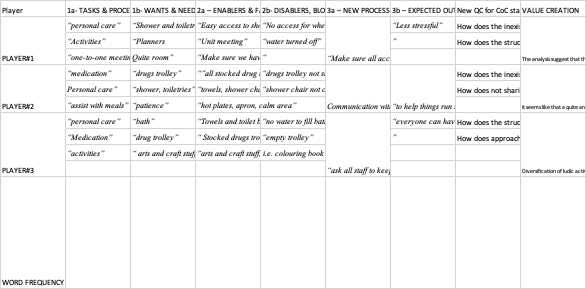 Player 1a- TASKS & PROCE 1b- WANTS & NEED 2a – ENABLERS & FA 2b- DISABLERS, BLO 3a – NEW PROCESS 3b – EXPECTED OUT New QC for CoC sta VALUE CREATION
"personal care" "Shower and toiletr "Easy access to sh "No access for whe "Less stressful" How does the inexi
"Activities" "Planners "Unit meeting" "water turned off" " How does the struc
PLAYER#1 "one-to-one meetin Quite room" "Make sure we hav " "Make sure all acc The analysis suggest that th
"medication" "drugs trolley" ""all stocked drug "drugs trolley not s How does the inexi
Personal care" "shower, toiletries" "towels, shower ch "shower chair not c How does not shari
PLAYER#2 "assist with meals" "patience" "hot plates, apron, calm area" Communication wit "to help things run It seems like that a quite an
"personal care" "bath" "Towels and toilet "no water to fill bat "everyone can hav How does the struc
"Medication" "drug trolley" " Stocked drugs tro "empty trolley" " How does approach
"activities" " arts and craft stuf "arts and craft stuf, i.e. colouring book
PLAYER#3 "ask all staff to keep Diversification of ludic acti
WORD FREQUENCY